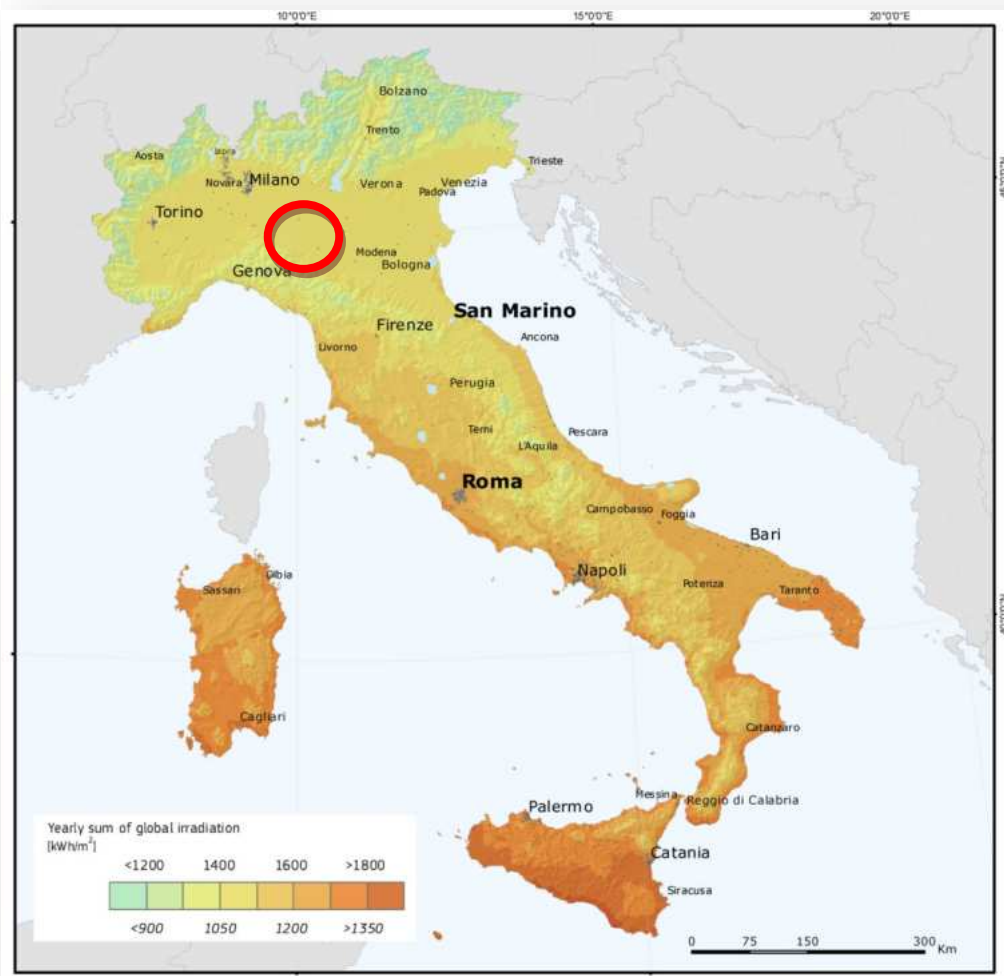 10°0'0"E 15°0'0"E 20°0'0"E
Bolzano
Trento
Aosta
Ispra
Trieste
Novara Milano Verona Venezia
Padova
Torino
Modena
Genova Bologna
San Marino
Firenze
Ancona
Livorno
Perugia
Terni
Pescara
L'Aquila
Roma
Campobasso Foggia
Bari
Napoli
Olbia
Sassari Potenza Taranto
Cagliari
Catanzaro
Messina Reggio di Calabria
Palermo
Catania
Siracusa
Yearly sum of global irradiation
[kWh/m²]
<1200 1400 1600 >1800
<900 1050 1200 >1350
0 75 150 300 Km